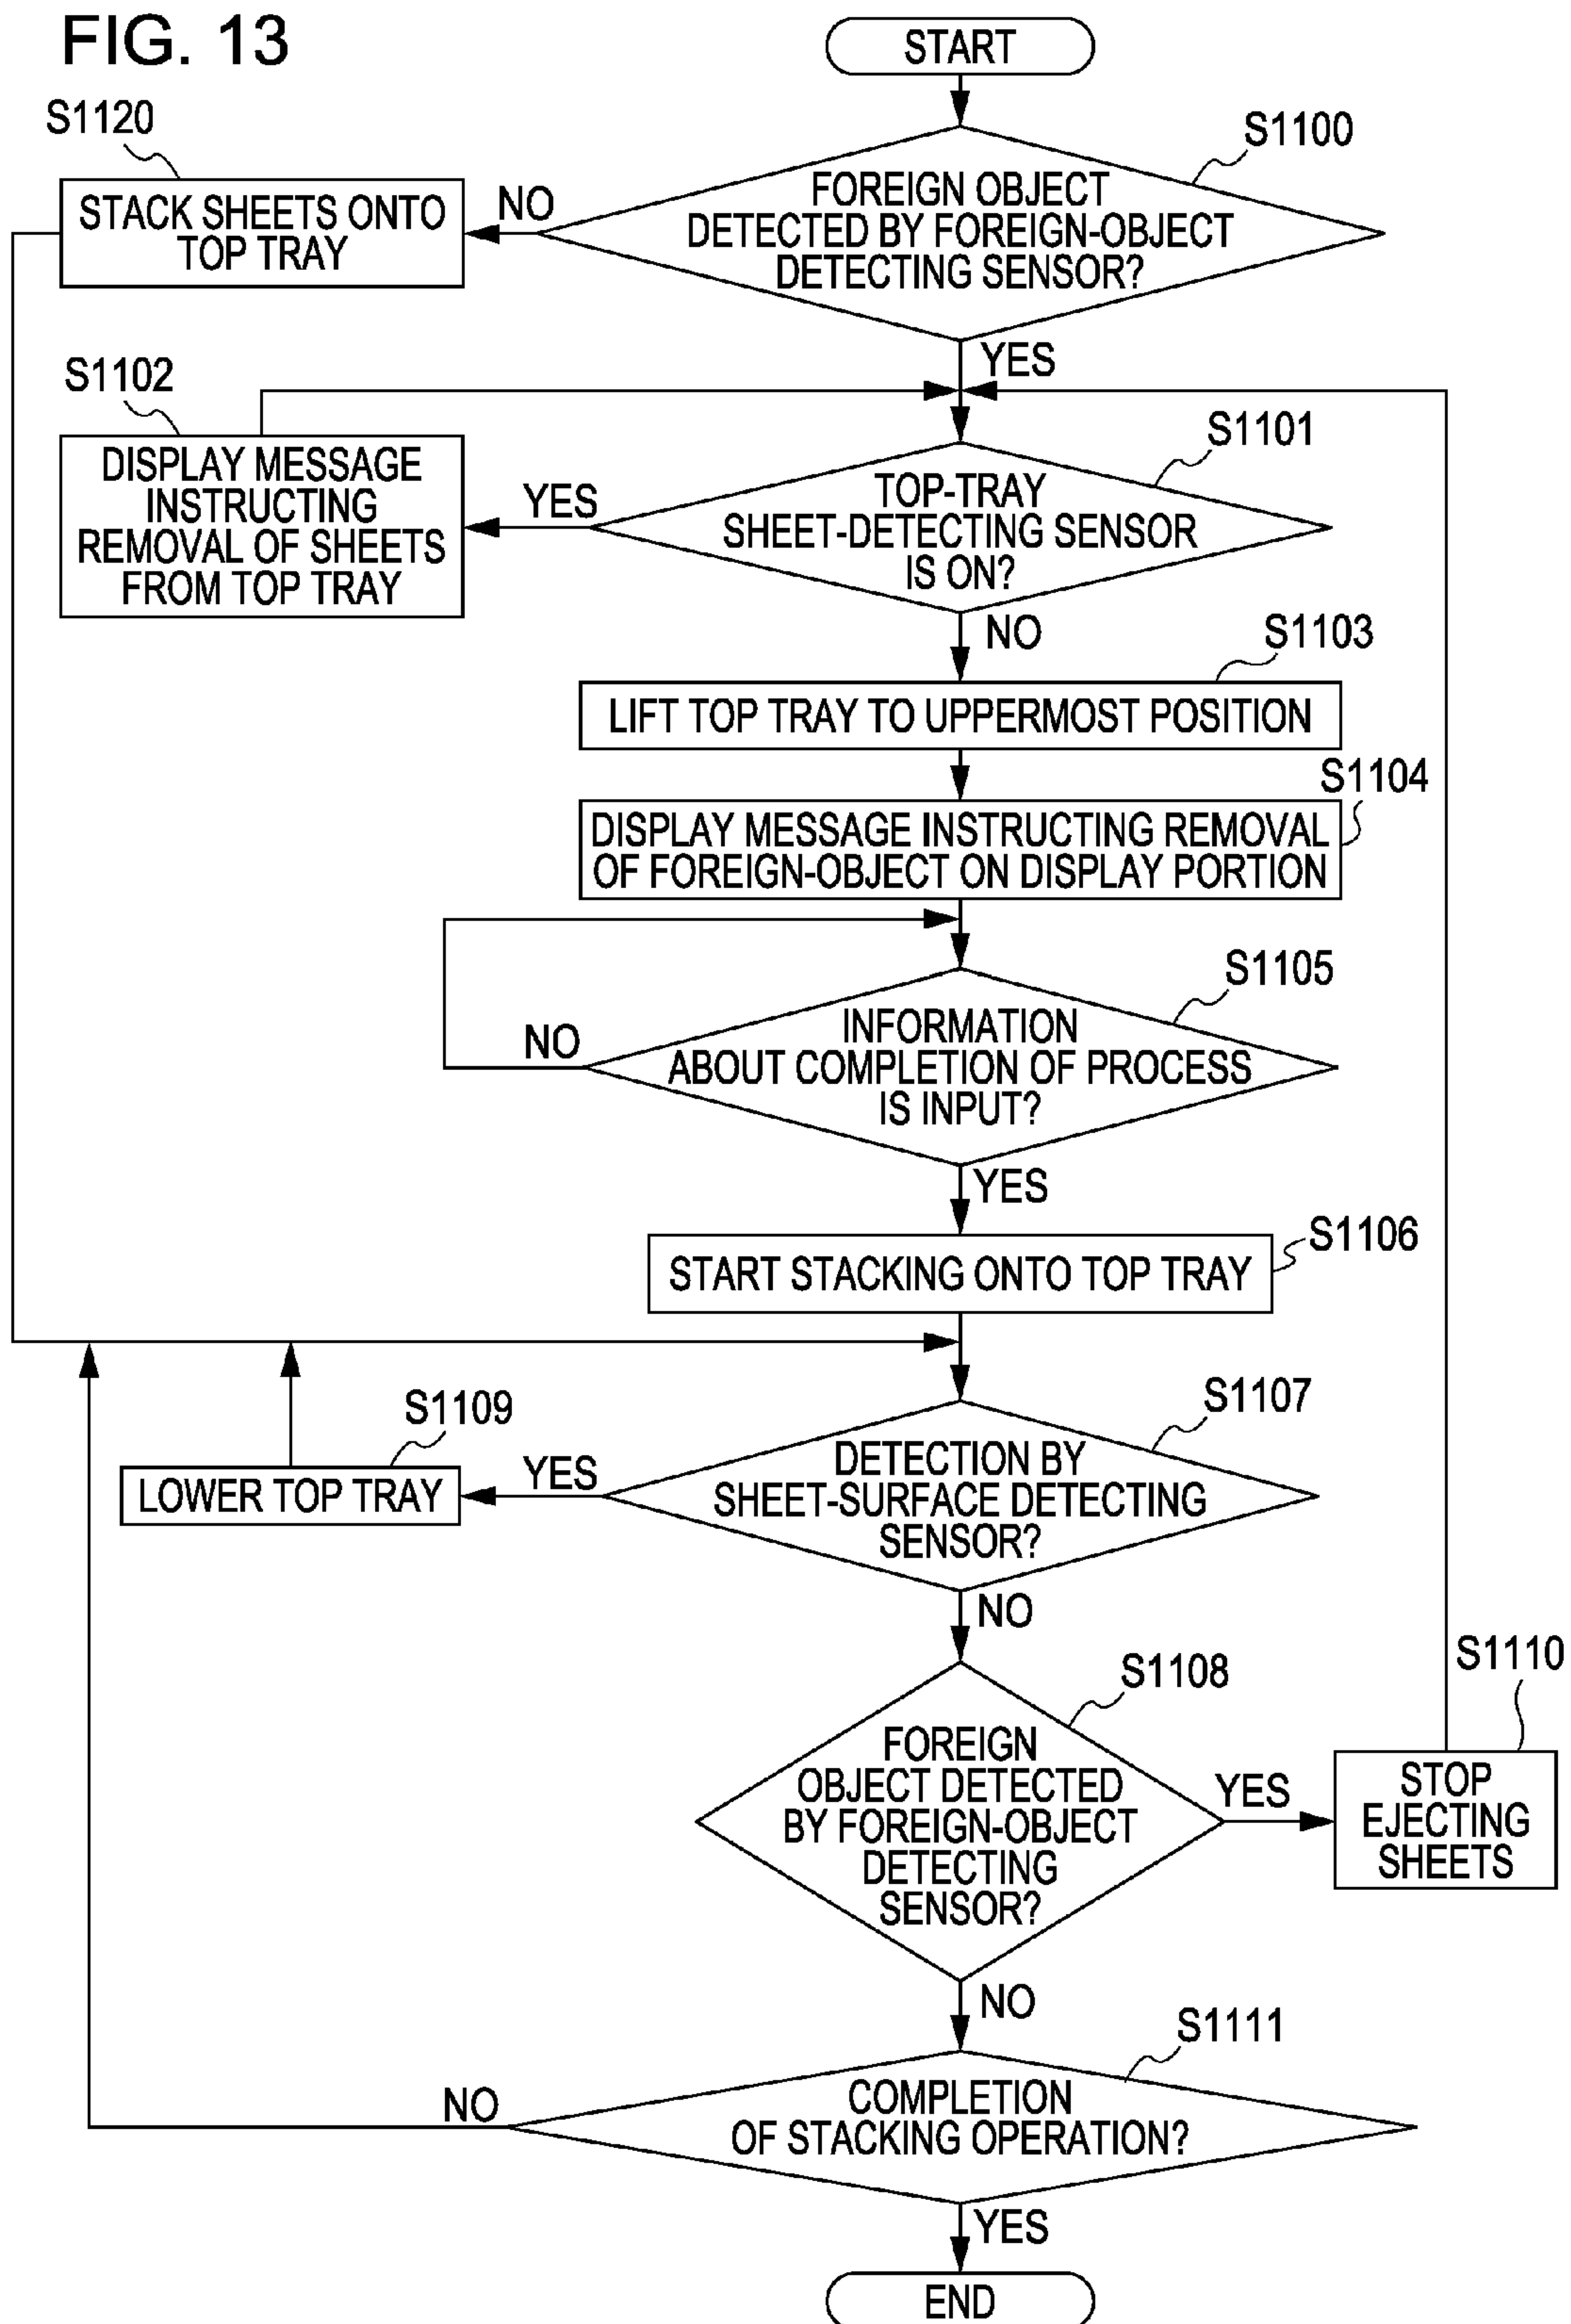 FIG. 13
START
S1120
S1100
STACK SHEETS ONTO
TOP TRAY
NO
FOREIGN OBJECT
DETECTED BY FOREIGN-OBJECT
DETECTING SENSOR?
YES
S1102
DISPLAY MESSAGE
INSTRUCTING
REMOVAL OF SHEETS
FROM TOP TRAY
YES
S1101
TOP-TRAY
SHEET-DETECTING SENSOR
IS ON?
NO
S1103
LIFT TOP TRAY TO UPPERMOST POSITION
S1104
DISPLAY MESSAGE INSTRUCTING REMOVAL
OF FOREIGN-OBJECT ON DISPLAY PORTION
S1105
NO
INFORMATION
ABOUT COMPLETION OF PROCESS
IS INPUT?
YES
S1106
START STACKING ONTO TOP TRAY
S1109
LOWER TOP TRAY
YES
S1107
DETECTION BY
SHEET-SURFACE DETECTING
SENSOR?
NO
S1108
FOREIGN
OBJECT DETECTED
BY FOREIGN-OBJECT
DETECTING
SENSOR?
YES
S1110
STOP
EJECTING
SHEETS
NO
S1111
NO
COMPLETION
OF STACKING OPERATION?
YES
END